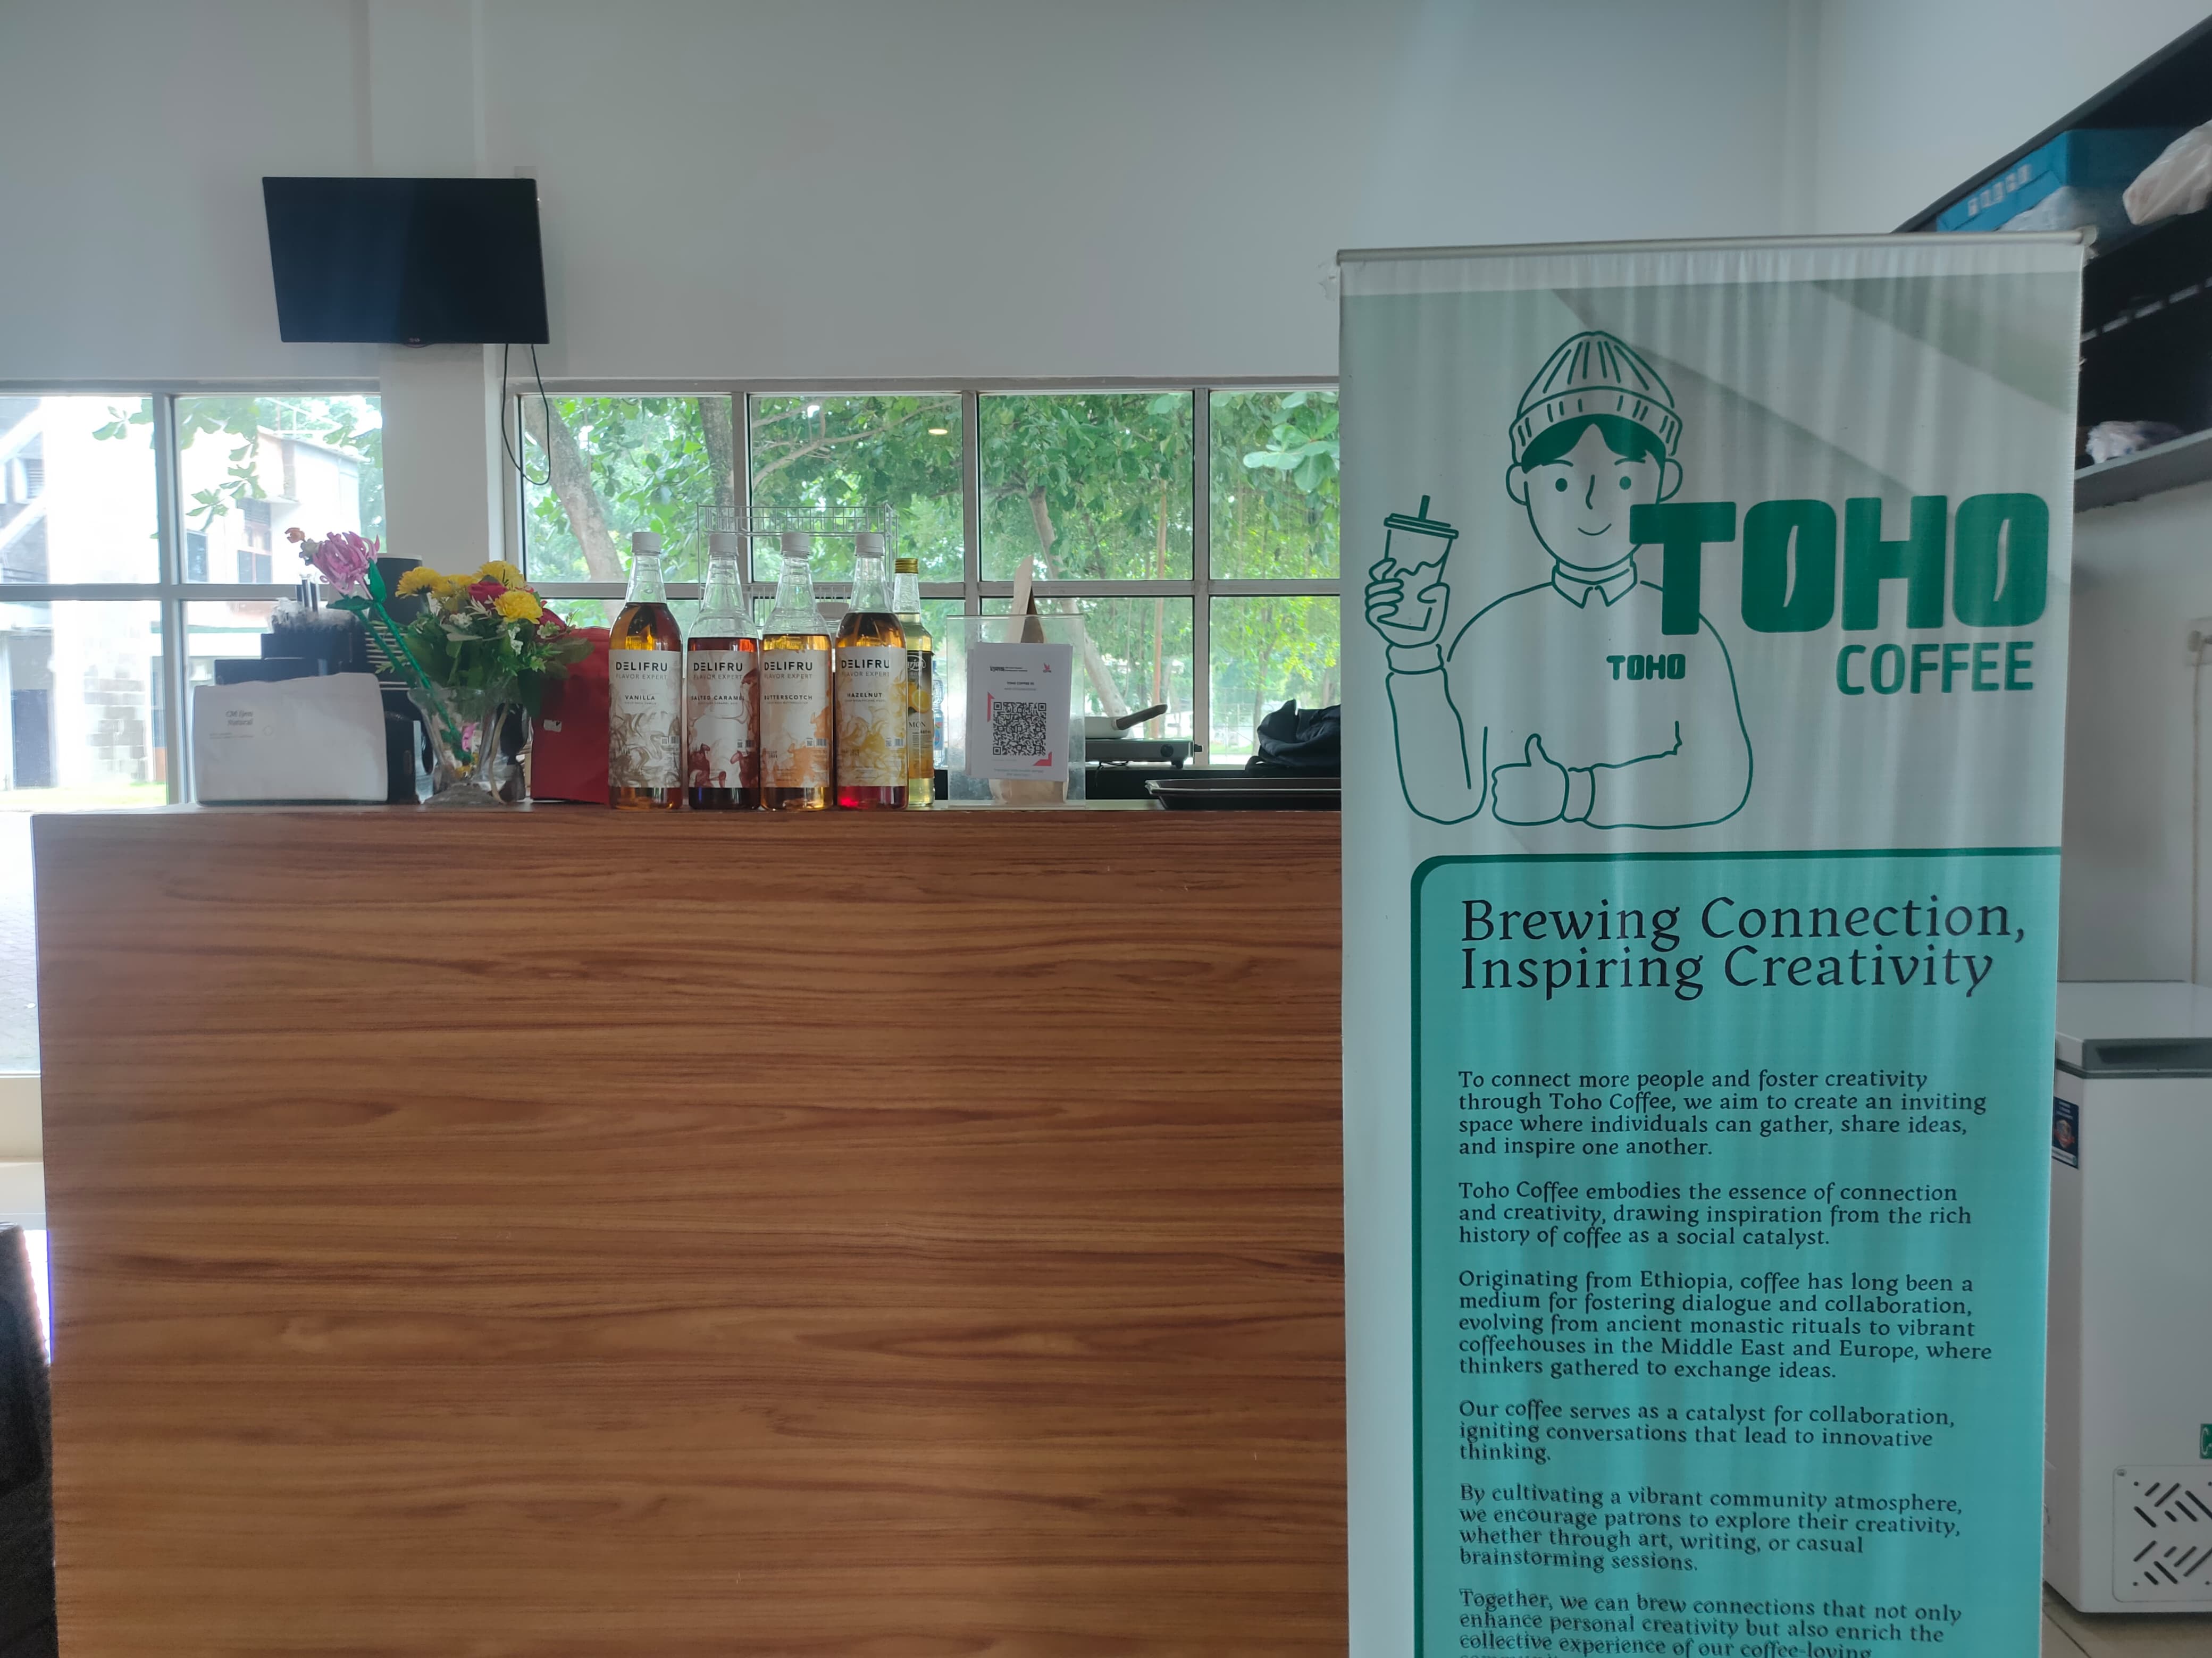 DELIFRU
FLAVOR EXPERT
VANILLA
DELIFRU
FLAVOR EXPERT
SALTED CARAMEL
DELIFRU
FLAVOR EXPERT
BUTTERSCOTCH
DELIFRU
FLAVOR EXPERT
HAZELNUT
TOHO
COFFEE
TOHO
Brewing Connection,
Inspiring Creativity
To connect more people and foster creativity
through Toho Coffee, we aim to create an inviting
space where individuals can gather, share ideas,
and inspire one another.
Toho Coffee embodies the essence of connection
and creativity, drawing inspiration from the rich
history of coffee as a social catalyst.
Originating from Ethiopia, coffee has long been a
medium for fostering dialogue and collaboration,
evolving from ancient monastic rituals to vibrant
coffeehouses in the Middle East and Europe, where
thinkers gathered to exchange ideas.
Our coffee serves as a catalyst for collaboration,
igniting conversations that lead to innovative
thinking.
By cultivating a vibrant community atmosphere,
we encourage patrons to explore their creativity,
whether through art, writing, or casual
brainstorming sessions.
Together, we can brew connections that not only
enhance personal creativity but also enrich the
collective experience of our coffee-loving